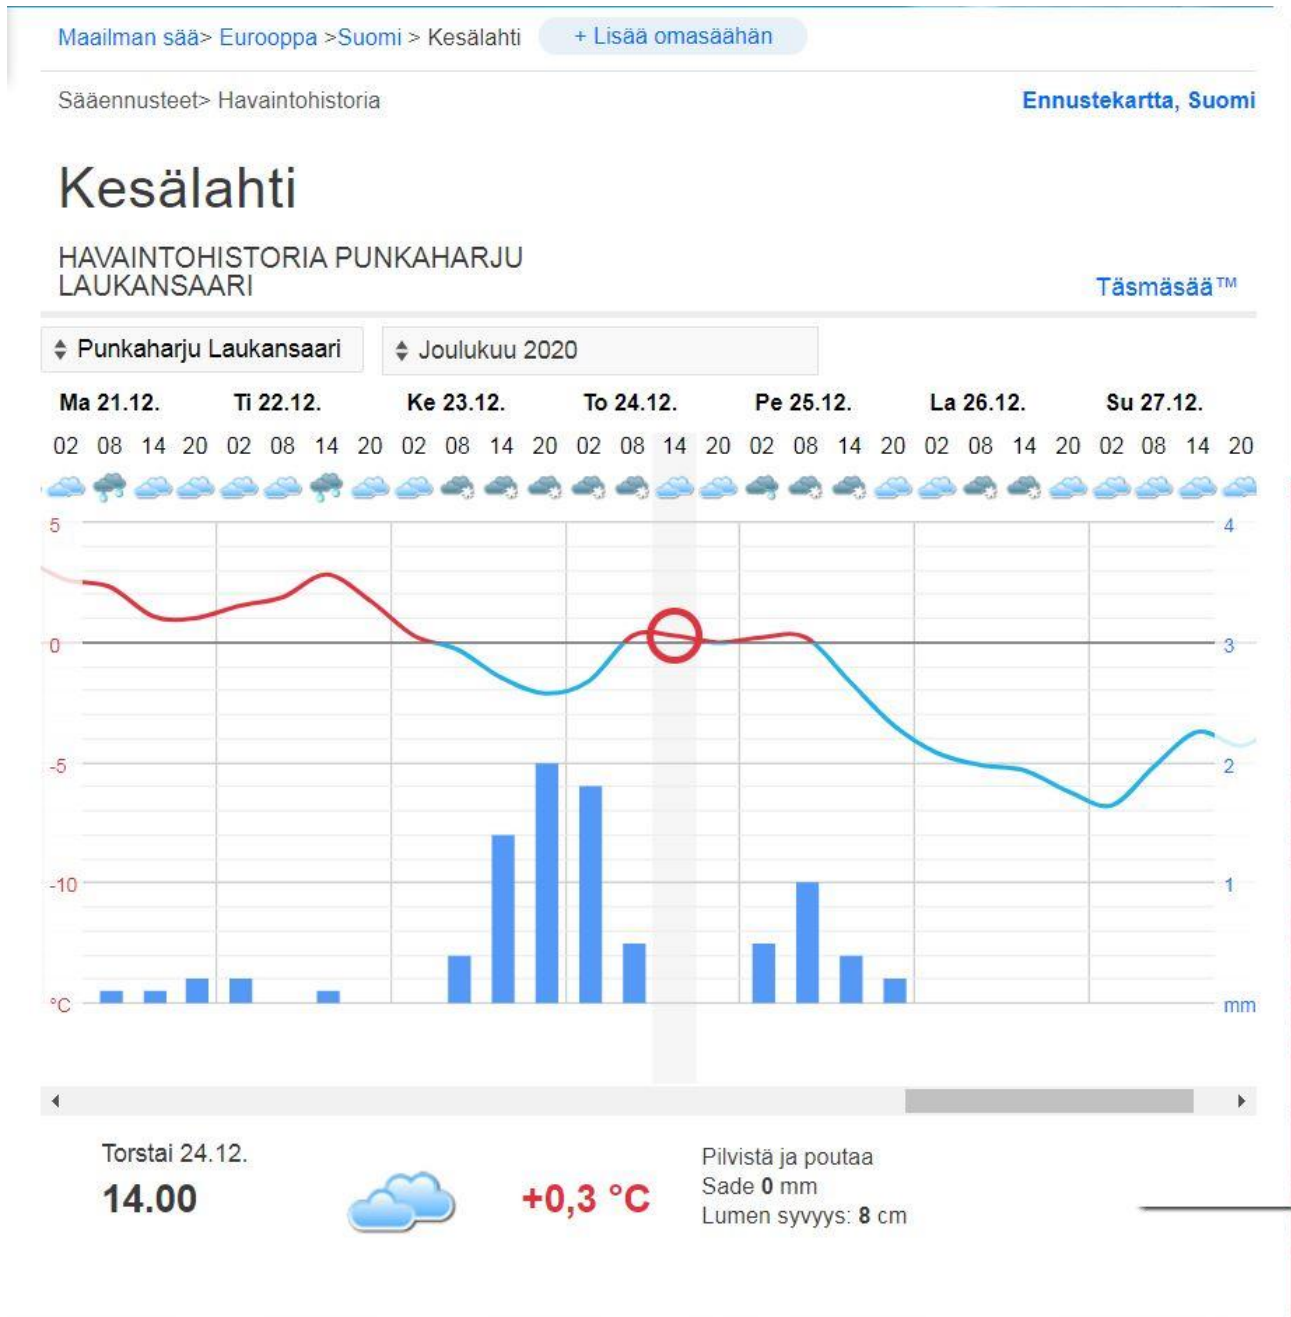 Maailman sää> Eurooppa >Suomi > Kesälahti + Lisää omasäähän
Sääennusteet> Havaintohistoria Ennustekartta, Suomi
Kesälahti
HAVAINTOHISTORIA PUNKAHARJU
LAUKANSAARI
Täsmäsää™
Punkaharju Laukansaari Joulukuu 2020
Ma 21.12. Ti 22.12. Ke 23.12. To 24.12. Pe 25.12. La 26.12. Su 27.12.
02 08 14 20 02 08 14 20 02 08 14 20 02 08 14 20 02 08 14 20 02 08 14 20 02 08 14 20
5 4
0 3
-5 2
-10 1
°C mm
Torstai 24.12.
14.00
+0,3 °C
Pilvistä ja poutaa
Sade 0 mm
Lumen syvyys: 8 cm